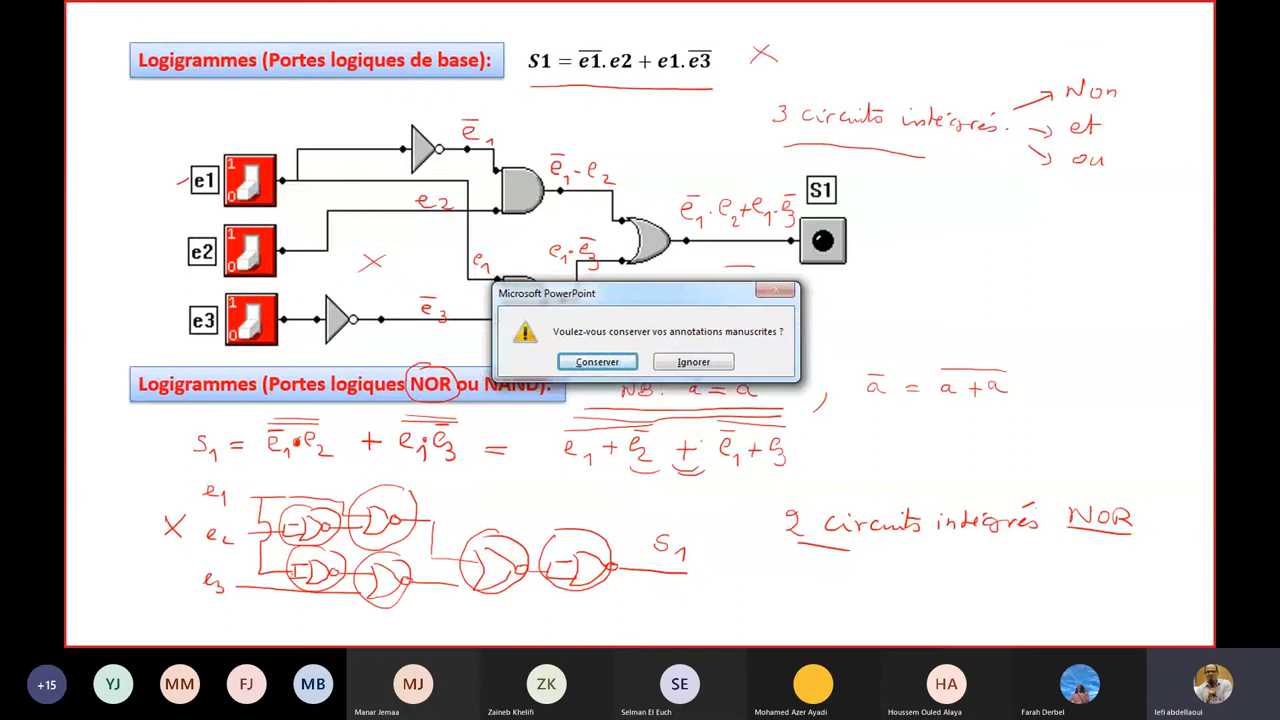 Logigrammes (Portes logiques de base):
S1 = e̅1̅.e2 + e1.e̅3̅ X
3 circuits intégrés.
Non
et
ou
e̅1
e1
e2
e̅1 . e2
e̅1 . e2 + e1 . e̅3
S1
e2
X
e1
e1 . e̅3
e3
e̅3
Microsoft PowerPoint
Voulez-vous conserver vos annotations manuscrites ?
Conserver
Ignorer
Logigrammes (Portes logiques NOR ou NAND):
NB: a = a , a̅ = a̅ ̅+̅ ̅a̅
S1 = e̅1 . e2 + e1 . e̅3 = e1 + e̅2 + e̅1 + e3
e1
X e2
e3
S1
2 circuits intégrés NOR
+15
YJ
MM
FJ
MB
MJ
ZK
SE
HA
Manar Jemaa
Zaineb Khelifi
Selman El Euch
Mohamed Azer Ayadi
Houssem Ouled Alaya
Farah Derbel
lefi abdellaoui